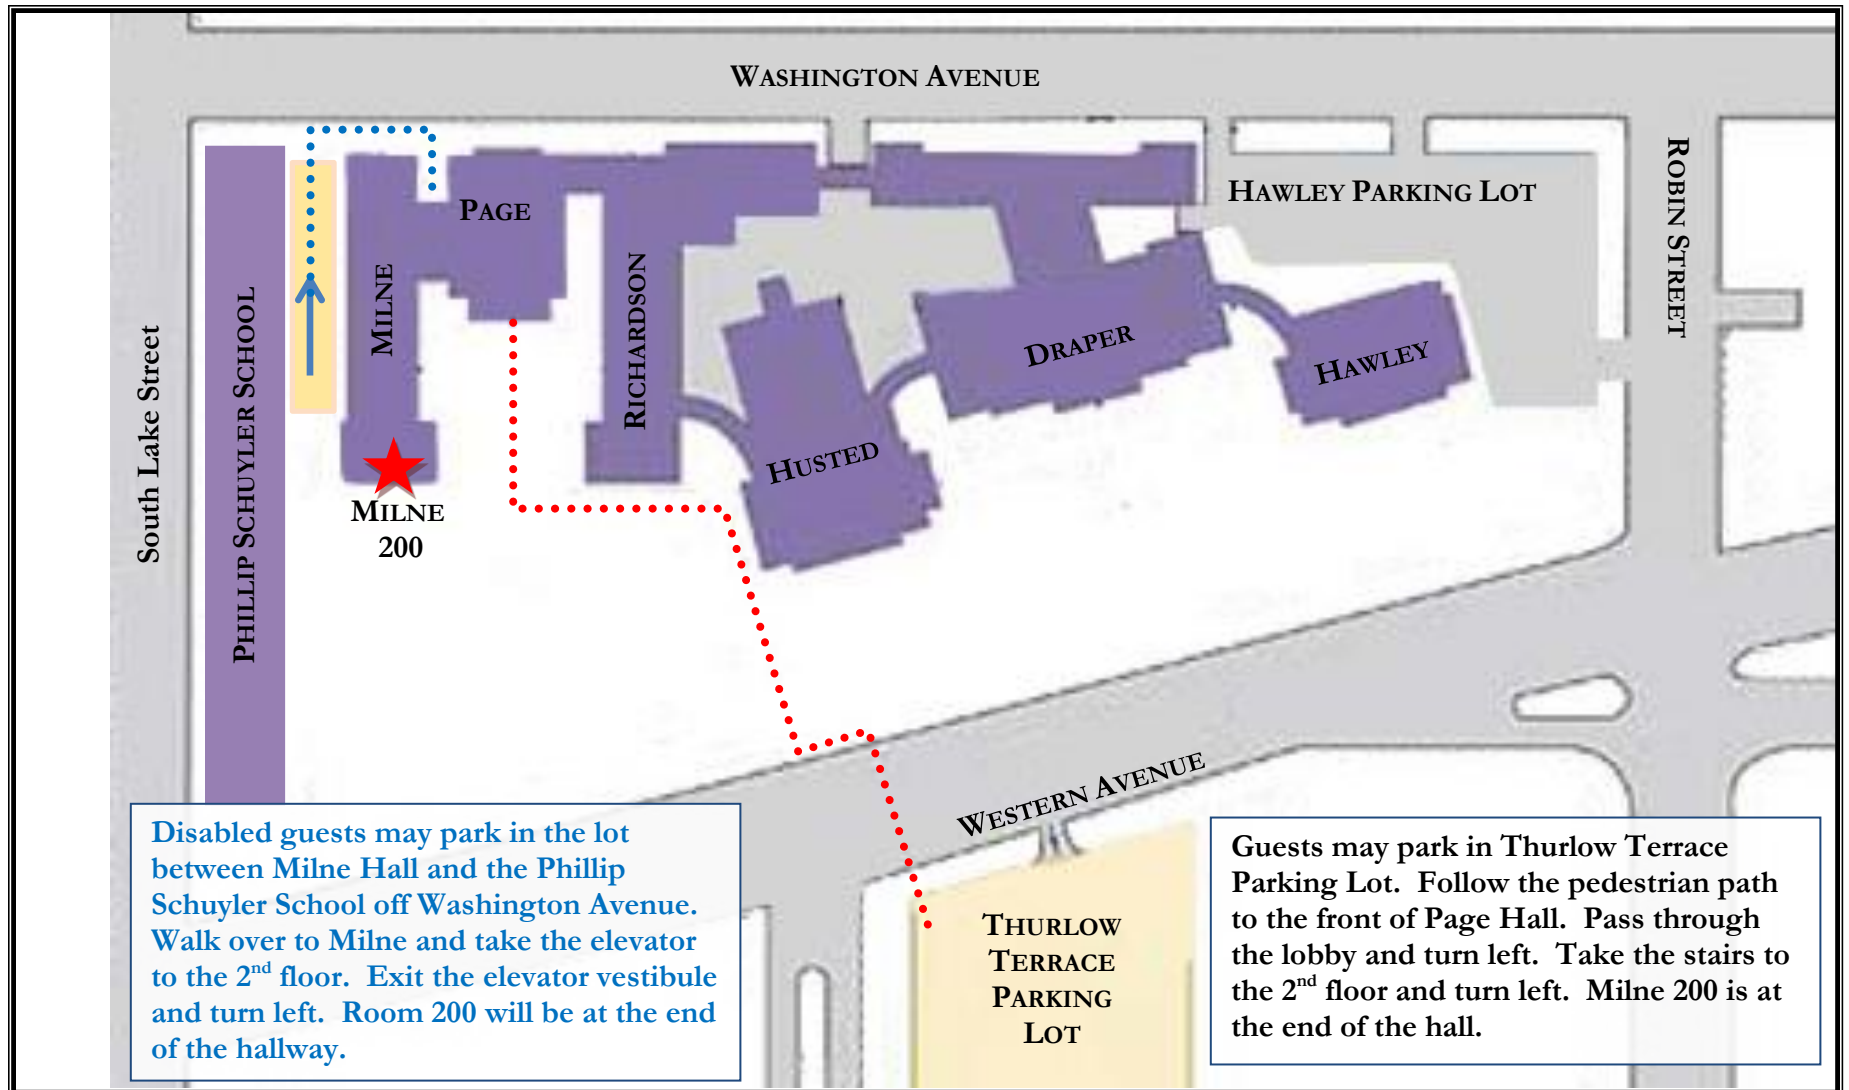 WASHINGTON AVENUE
ROBIN STREET
HAWLEY PARKING LOT
PAGE
MILNE
RICHARDSON
PHILLIP SCHUYLER SCHOOL
South Lake Street
DRAPER
HAWLEY
HUSTED
MILNE
200
WESTERN AVENUE
Disabled guests may park in the lot
between Milne Hall and the Phillip
Schuyler School off Washington Avenue.
Walk over to Milne and take the elevator
to the 2nd floor. Exit the elevator vestibule
and turn left. Room 200 will be at the end
of the hallway.
THURLOW
TERRACE
PARKING
LOT
Guests may park in Thurlow Terrace
Parking Lot. Follow the pedestrian path
to the front of Page Hall. Pass through
the lobby and turn left. Take the stairs to
the 2nd floor and turn left. Milne 200 is at
the end of the hall.